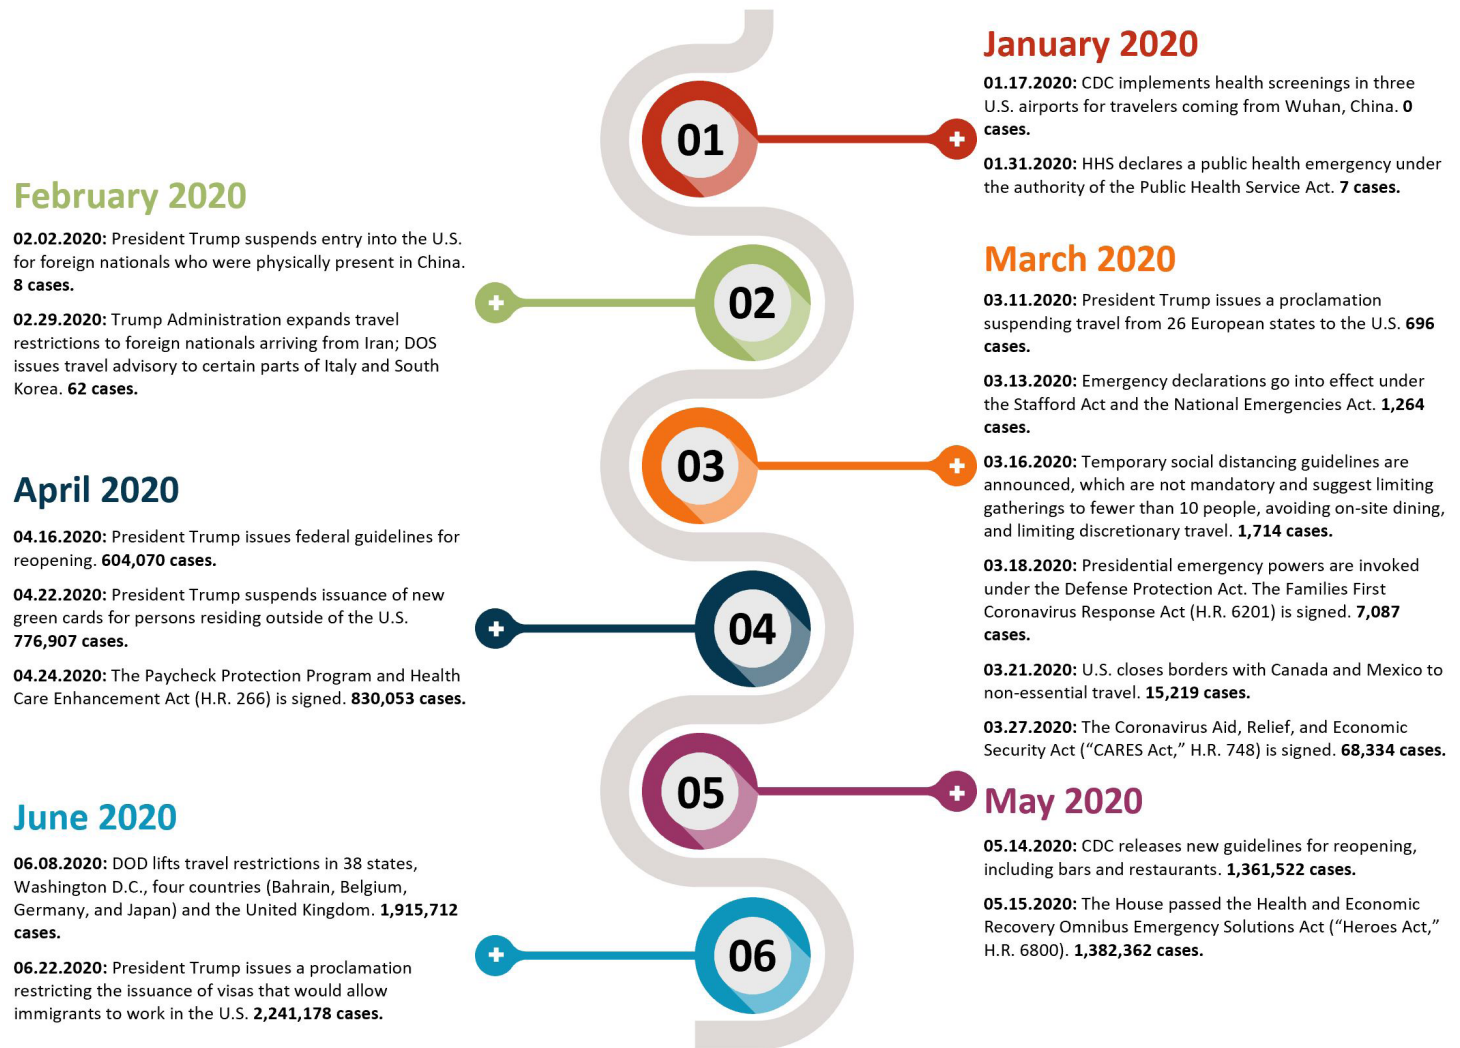 January 2020
01.17.2020: CDC implements health screenings in three
U.S. airports for travelers coming from Wuhan, China. 0
cases.
01.31.2020: HHS declares a public health emergency under
the authority of the Public Health Service Act. 7 cases.
01
February 2020
02.02.2020: President Trump suspends entry into the U.S.
for foreign nationals who were physically present in China.
8 cases.
02.29.2020: Trump Administration expands travel
restrictions to foreign nationals arriving from Iran; DOS
issues travel advisory to certain parts of Italy and South
Korea. 62 cases.
02
March 2020
03.11.2020: President Trump issues a proclamation
suspending travel from 26 European states to the U.S. 696
cases.
03.13.2020: Emergency declarations go into effect under
the Stafford Act and the National Emergencies Act. 1,264
cases.
03.16.2020: Temporary social distancing guidelines are
announced, which are not mandatory and suggest limiting
gatherings to fewer than 10 people, avoiding on-site dining,
and limiting discretionary travel. 1,714 cases.
03.18.2020: Presidential emergency powers are invoked
under the Defense Protection Act. The Families First
Coronavirus Response Act (H.R. 6201) is signed. 7,087
cases.
03.21.2020: U.S. closes borders with Canada and Mexico to
non-essential travel. 15,219 cases.
03.27.2020: The Coronavirus Aid, Relief, and Economic
Security Act (“CARES Act,” H.R. 748) is signed. 68,334 cases.
03
April 2020
04.16.2020: President Trump issues federal guidelines for
reopening. 604,070 cases.
04.22.2020: President Trump suspends issuance of new
green cards for persons residing outside of the U.S.
776,907 cases.
04.24.2020: The Paycheck Protection Program and Health
Care Enhancement Act (H.R. 266) is signed. 830,053 cases.
04
May 2020
05.14.2020: CDC releases new guidelines for reopening,
including bars and restaurants. 1,361,522 cases.
05.15.2020: The House passed the Health and Economic
Recovery Omnibus Emergency Solutions Act (“Heroes Act,”
H.R. 6800). 1,382,362 cases.
05
June 2020
06.08.2020: DOD lifts travel restrictions in 38 states,
Washington D.C., four countries (Bahrain, Belgium,
Germany, and Japan) and the United Kingdom. 1,915,712
cases.
06.22.2020: President Trump issues a proclamation
restricting the issuance of visas that would allow
immigrants to work in the U.S. 2,241,178 cases.
06